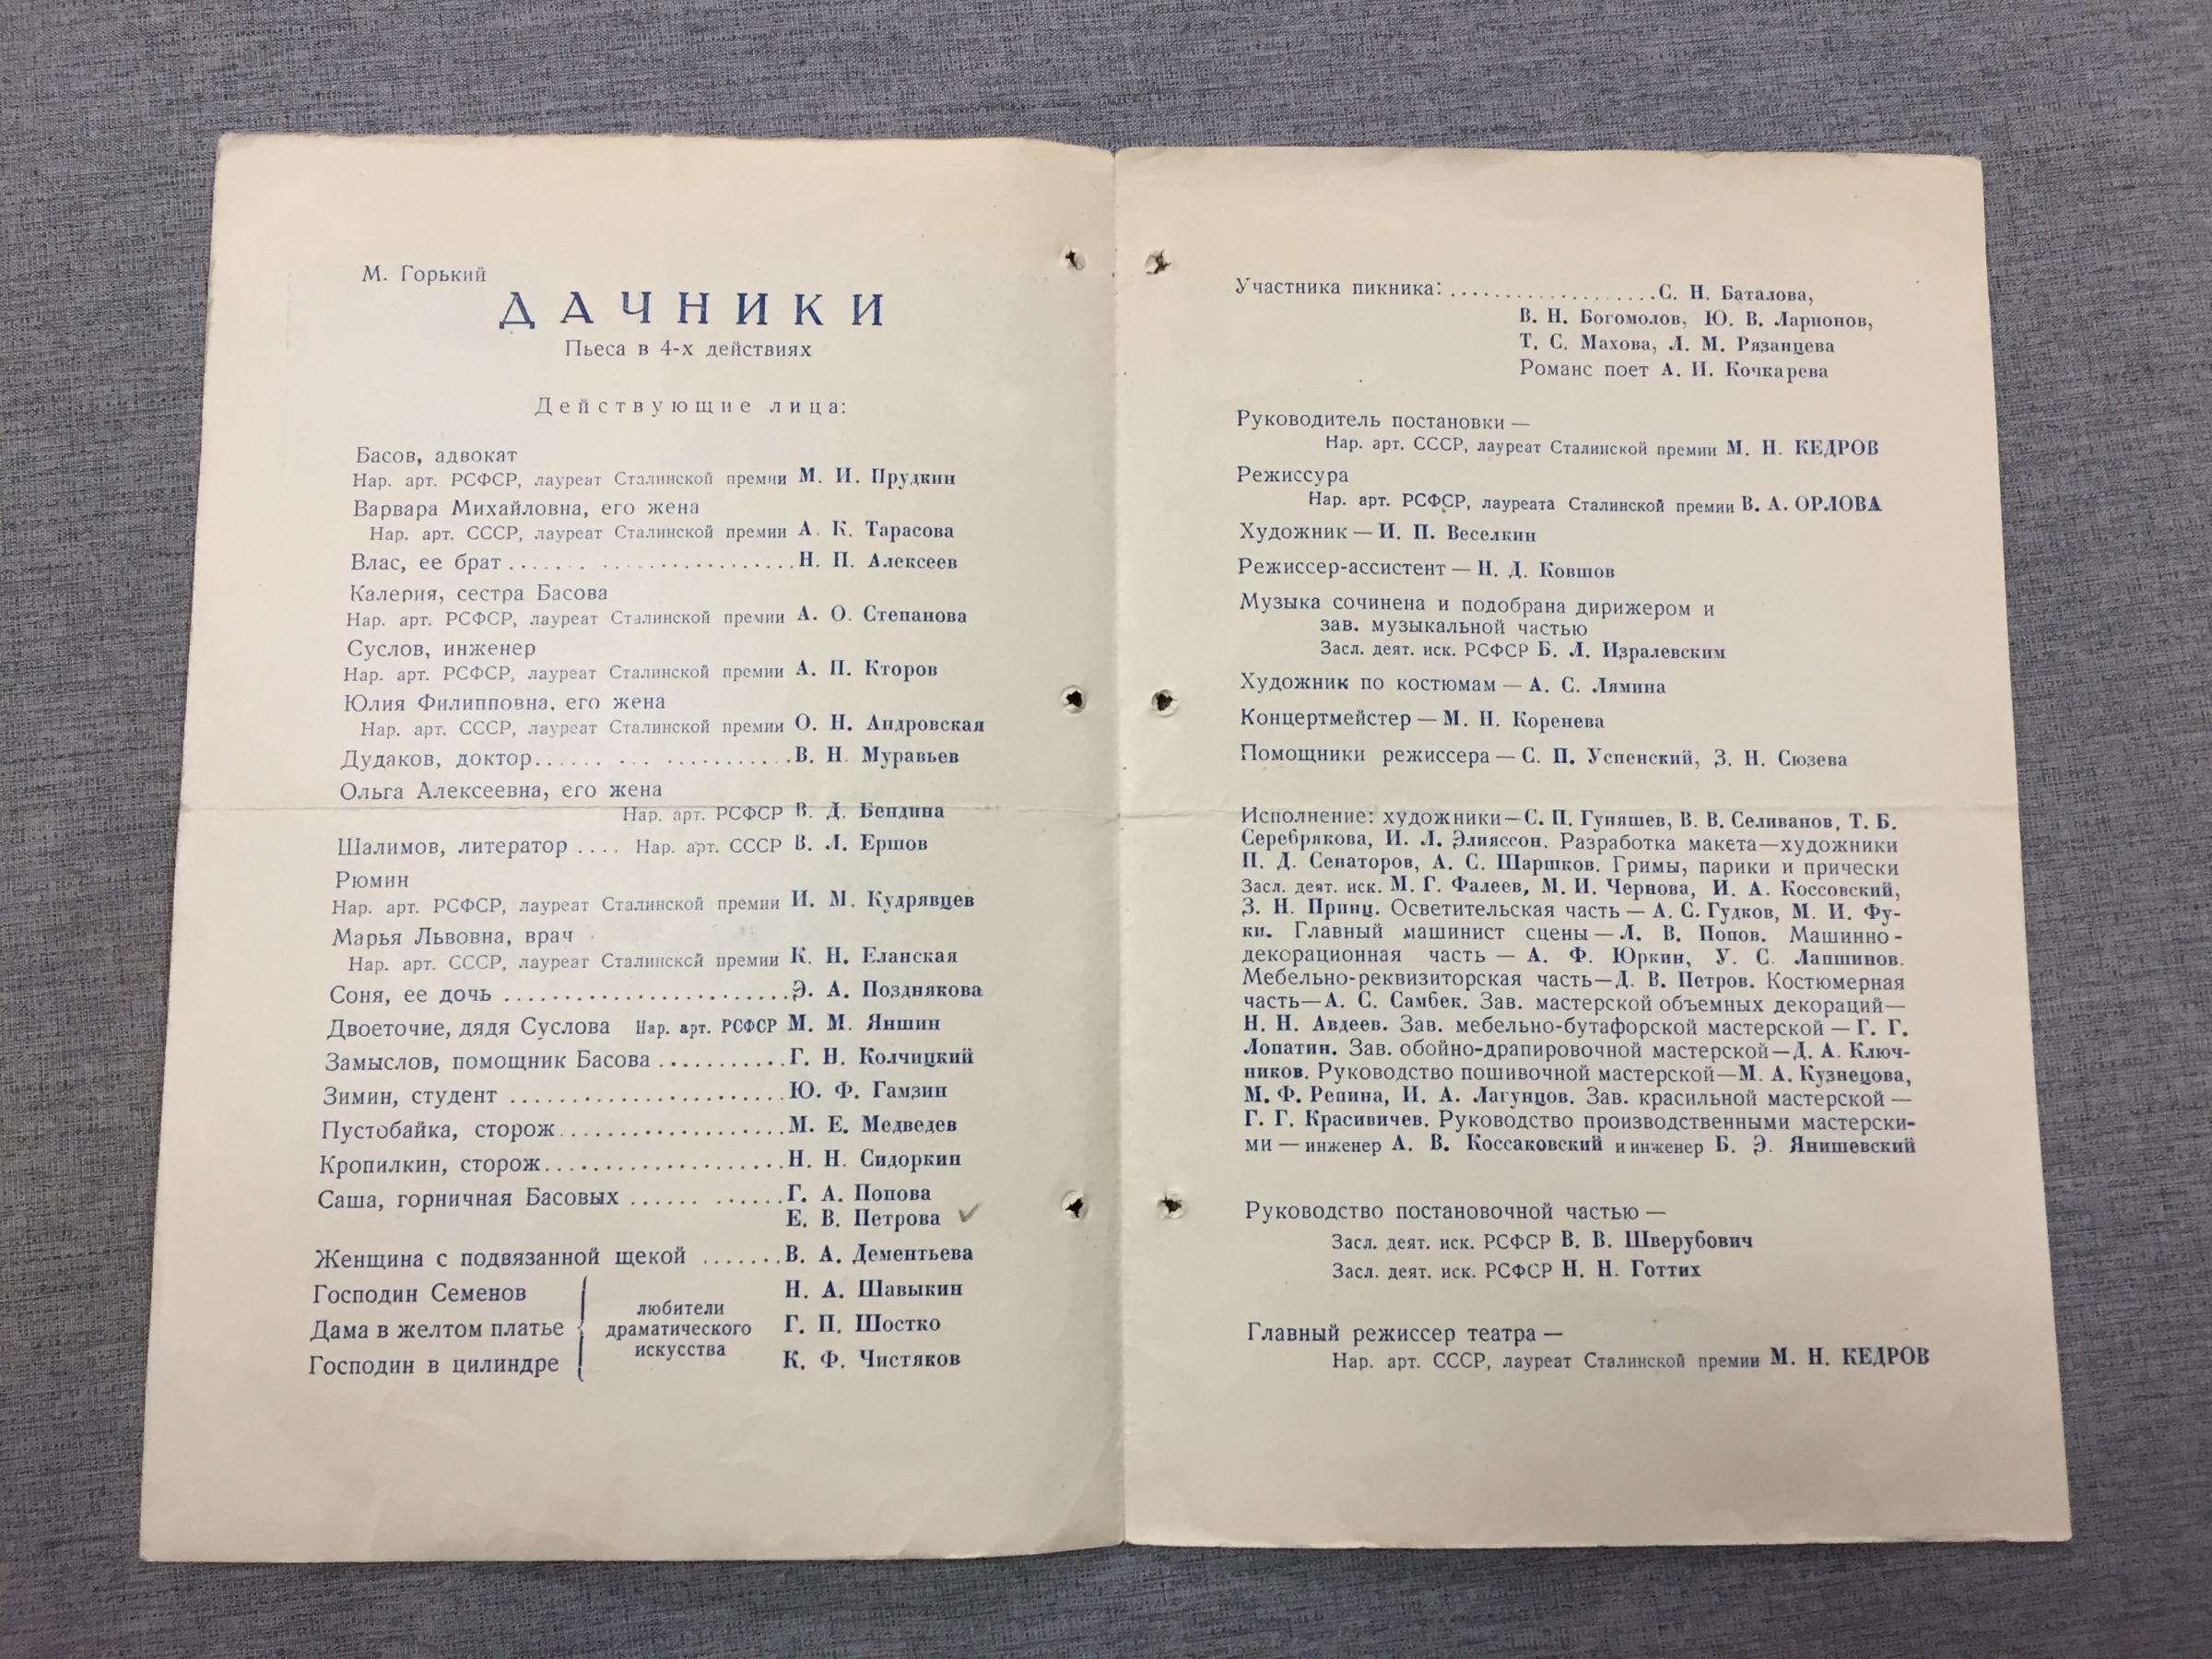 М. Горький
ДАЧНИКИ
Пьеса в 4-х действиях
Действующие лица:
Басов, адвокат
Нар. арт. РСФСР, лауреат Сталинской премии М. И. Прудкин
Варвара Михайловна, его жена
Нар. арт. СССР, лауреат Сталинской премии А. К. Тарасова
Влас, ее брат ...... .................. Н. П. Алексеев
Калерия, сестра Басова
Нар. арт. РСФСР, лауреат Сталинской премии А. О. Степанова
Суслов, инженер
Нар. арт. РСФСР, лауреат Сталинской премии А. П. Кторов
Юлия Филипповна, его жена
Нар. арт. СССР, лауреат Сталинской премии О. Н. Андровская
Дудаков, доктор...... ... ............ В. Н. Муравьев
Ольга Алексеевна, его жена
Нар. арт. РСФСР В. Д. Бендина
Шалимов, литератор .... Нар. арт. СССР В. Л. Ершов
Рюмин
Нар. арт. РСФСР, лауреат Сталинской премии И. М. Кудрявцев
Марья Львовна, врач
Нар. арт. СССР, лауреат Сталинской премии К. Н. Еланская
Соня, ее дочь ........................ Э. А. Позднякова
Двоеточие, дядя Суслова Нар. арт. РСФСР М. М. Яншин
Замыслов, помощник Басова ........... Г. Н. Колчицкий
Зимин, студент ....................... Ю. Ф. Гамзин
Пустобайка, сторож................... М. Е. Медведев
Кропилкин, сторож.................... Н. Н. Сидоркин
Саша, горничная Басовых ...... ...... Г. А. Попова
Е. В. Петрова ✓
Женщина с подвязанной щекой ....... В. А. Дементьева
Господин Семенов Н. А. Шавыкин
любители
Дама в желтом платье драматического Г. П. Шостко
искусства
Господин в цилиндре К. Ф. Чистяков
Участника пикника: ................... С. Н. Баталова,
В. Н. Богомолов, Ю. В. Ларионов,
Т. С. Махова, Л. М. Рязанцева
Романс поет А. И. Кочкарева
Руководитель постановки —
Нар. арт. СССР, лауреат Сталинской премии М. Н. КЕДРОВ
Режиссура
Нар. арт. РСФСР, лауреата Сталинской премии В. А. ОРЛОВА
Художник — И. П. Веселкин
Режиссер-ассистент — Н. Д. Ковшов
Музыка сочинена и подобрана дирижером и
зав. музыкальной частью
Засл. деят. иск. РСФСР Б. Л. Изралевским
Художник по костюмам — А. С. Лямина
Концертмейстер — М. Н. Коренева
Помощники режиссера — С. П. Успенский, З. Н. Сюзева
Исполнение: художники—С. П. Гуняшев, В. В. Селиванов, Т. Б.
Серебрякова, И. Л. Элияссон. Разработка макета—художники
П. Д. Сенаторов, А. С. Шаршков. Гримы, парики и прически
Засл. деят. иск. М. Г. Фалеев, М. И. Чернова, И. А. Коссовский,
З. Н. Принц. Осветительская часть — А. С. Гудков, М. И. Фу-
ки. Главный машинист сцены — Л. В. Попов. Машинно-
декорационная часть — А. Ф. Юркин, У. С. Лапшинов.
Мебельно-реквизиторская часть—Д. В. Петров. Костюмерная
часть—А. С. Самбек. Зав. мастерской объемных декораций—
Н. Н. Авдеев. Зав. мебельно-бутафорской мастерской — Г. Г.
Лопатин. Зав. обойно-драпировочной мастерской—Д. А. Ключ-
ников. Руководство пошивочной мастерской—М. А. Кузнецова,
М. Ф. Репина, И. А. Лагунцов. Зав. красильной мастерской —
Г. Г. Красивичев. Руководство производственными мастерски-
ми — инженер А. В. Коссаковский и инженер Б. Э. Янишевский
Руководство постановочной частью —
Засл. деят. иск. РСФСР В. В. Шверубович
Засл. деят. иск. РСФСР Н. Н. Готтих
Главный режиссер театра —
Нар. арт. СССР, лауреат Сталинской премии М. Н. КЕДРОВ